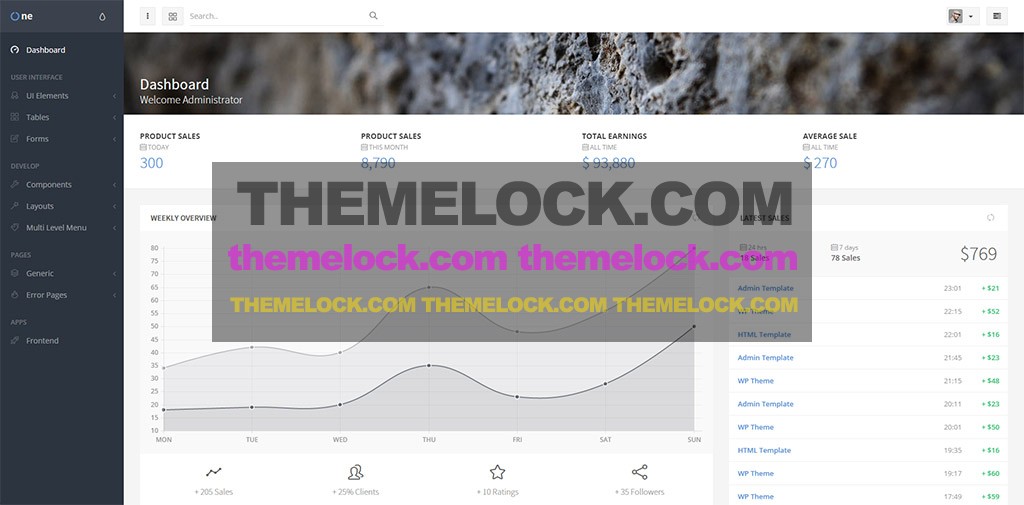 ne
Search..
Dashboard
USER INTERFACE
UI Elements
Tables
Forms
DEVELOP
Components
Layouts
Multi Level Menu
PAGES
Generic
Error Pages
APPS
Frontend
Dashboard
Welcome Administrator
PRODUCT SALES
TODAY
300
PRODUCT SALES
THIS MONTH
8,790
TOTAL EARNINGS
ALL TIME
$ 93,880
AVERAGE SALE
ALL TIME
$ 270
THEMELOCK.COM
themelock.com themelock.com
THEMELOCK.COM THEMELOCK.COM THEMELOCK.COM
WEEKLY OVERVIEW
80
75
70
65
60
55
50
45
40
35
30
25
20
15
10
MON TUE WED THU FRI SAT SUN
+ 205 Sales
+ 25% Clients
+ 10 Ratings
+ 35 Followers
LATEST SALES
24 hrs
18 Sales
7 days
78 Sales
$769
Admin Template 23:01 + $21
WP Theme 22:15 + $52
HTML Template 22:01 + $16
Admin Template 21:45 + $23
WP Theme 21:15 + $48
Admin Template 20:11 + $23
WP Theme 20:01 + $50
HTML Template 19:35 + $16
WP Theme 19:17 + $60
WP Theme 17:49 + $59